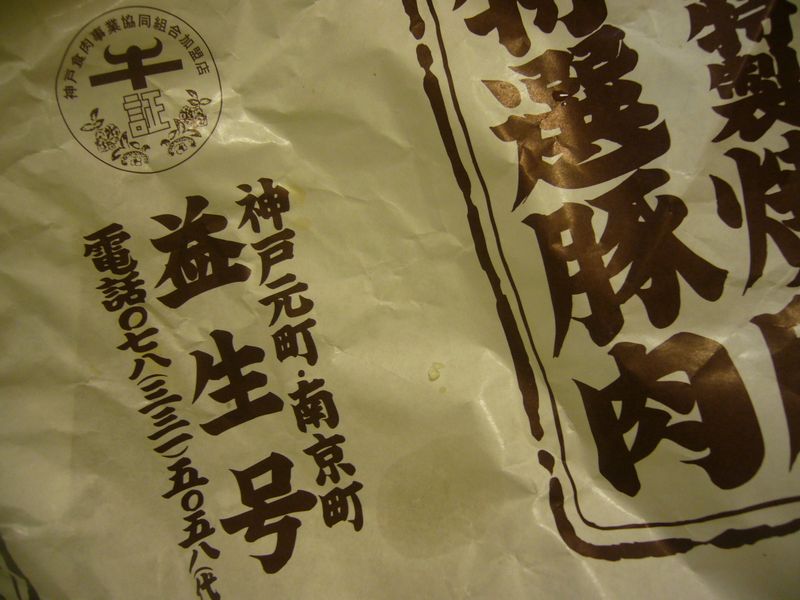 特製焼
特選豚肉
神戸食肉事業協同組合加盟店
証
神戸元町・南京町
益生号
電話〇七八(三三一)五〇五八(代